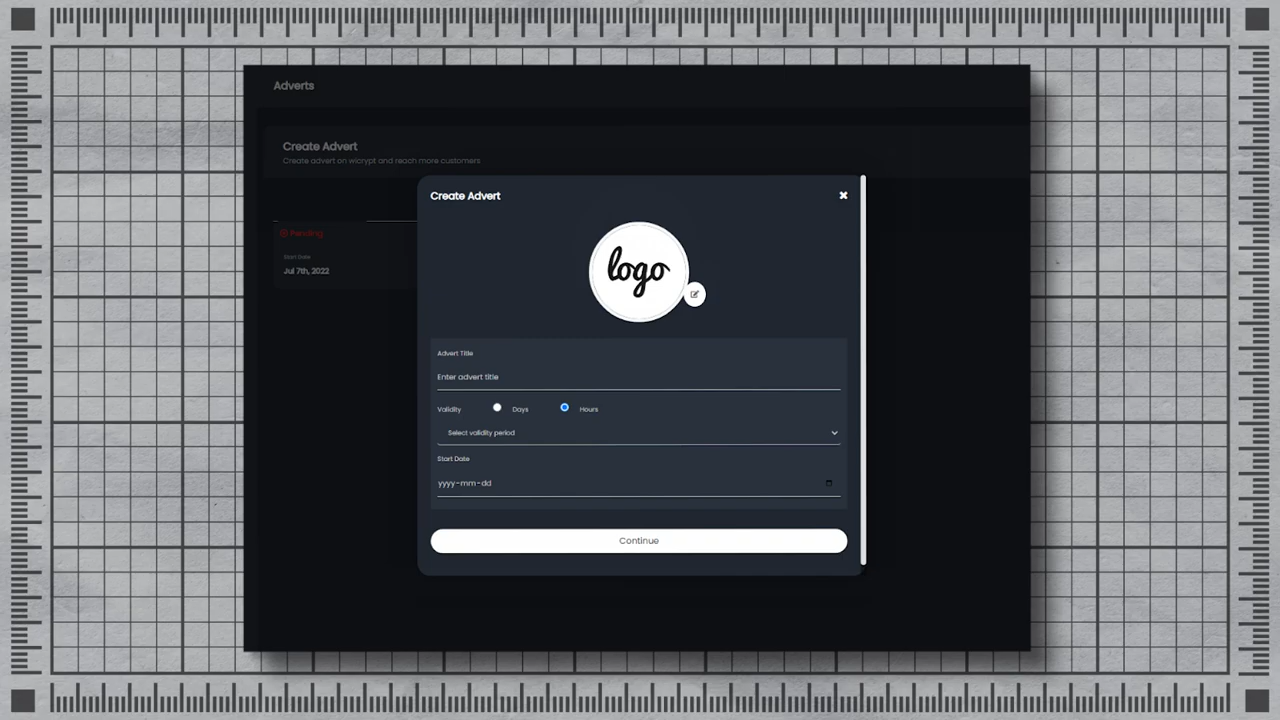 Adverts
Create Advert
Create advert on wicrypt and reach more customers
Pending
Start Date
Jul 7th, 2022
Create Advert
logo
Advert Title
Enter advert title
Validity Days Hours
Select validity period
Start Date
yyyy-mm-dd
Continue